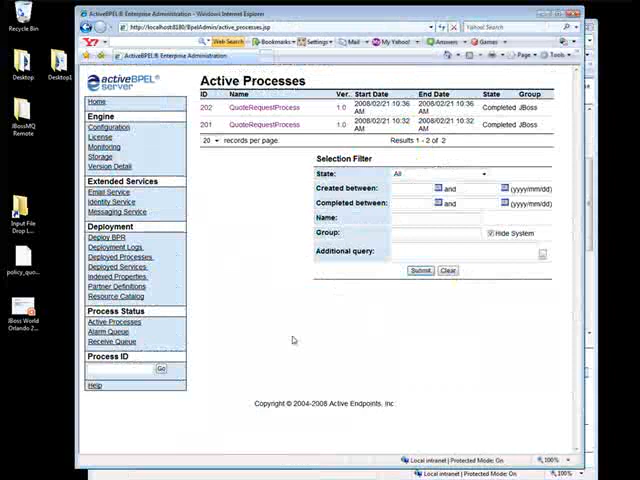 Recycle Bin
Desktop
Desktop1
JBossMQ Remote
Input File Drop L...
policy_quo...
JBoss World Orlando 2...
ActiveBPEL® Enterprise Administration - Windows Internet Explorer
http://localhost:8180/BpelAdmin/active_processes.jsp
Yahoo! Search
Y7
Web Search
Bookmarks
Settings
Mail
My Yahoo!
Answers
Games
ActiveBPEL® Enterprise Administration
Page
Tools
activeBPEL® server
Home
Engine
Configuration
License
Monitoring
Storage
Version Detail
Extended Services
Email Service
Identity Service
Messaging Service
Deployment
Deploy BPR
Deployment Logs
Deployed Processes
Deployed Services
Indexed Properties
Partner Definitions
Resource Catalog
Process Status
Active Processes
Alarm Queue
Receive Queue
Process ID
Go
Help
Active Processes
ID Name Ver. Start Date End Date State Group
202 QuoteRequestProcess 1.0 2008/02/21 10:36 AM 2008/02/21 10:36 AM Completed JBoss
201 QuoteRequestProcess 1.0 2008/02/21 10:32 AM 2008/02/21 10:32 AM Completed JBoss
20 records per page. Results 1 - 2 of 2
Selection Filter
State: All
Created between: and (yyyy/mm/dd)
Completed between: and (yyyy/mm/dd)
Name:
Group: Hide System
Additional query:
Submit Clear
Copyright © 2004-2008 Active Endpoints, Inc
Local intranet | Protected Mode: On 100%
Local intranet | Protected Mode: On 100%